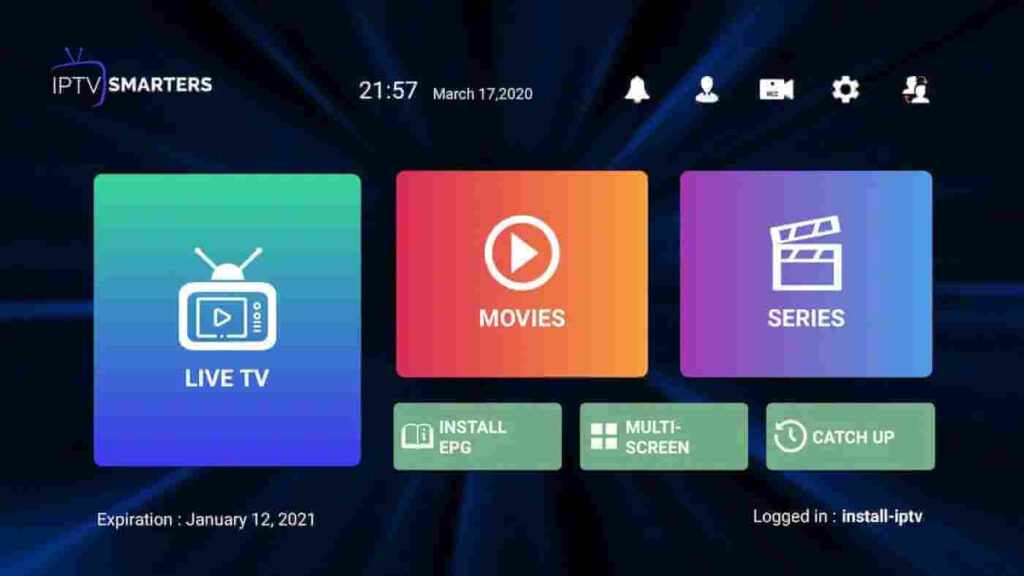 IPTV SMARTERS
21:57 March 17,2020
REC
LIVE TV
MOVIES
SERIES
INSTALL
EPG
MULTI-
SCREEN
CATCH UP
Expiration : January 12, 2021
Logged in : install-iptv